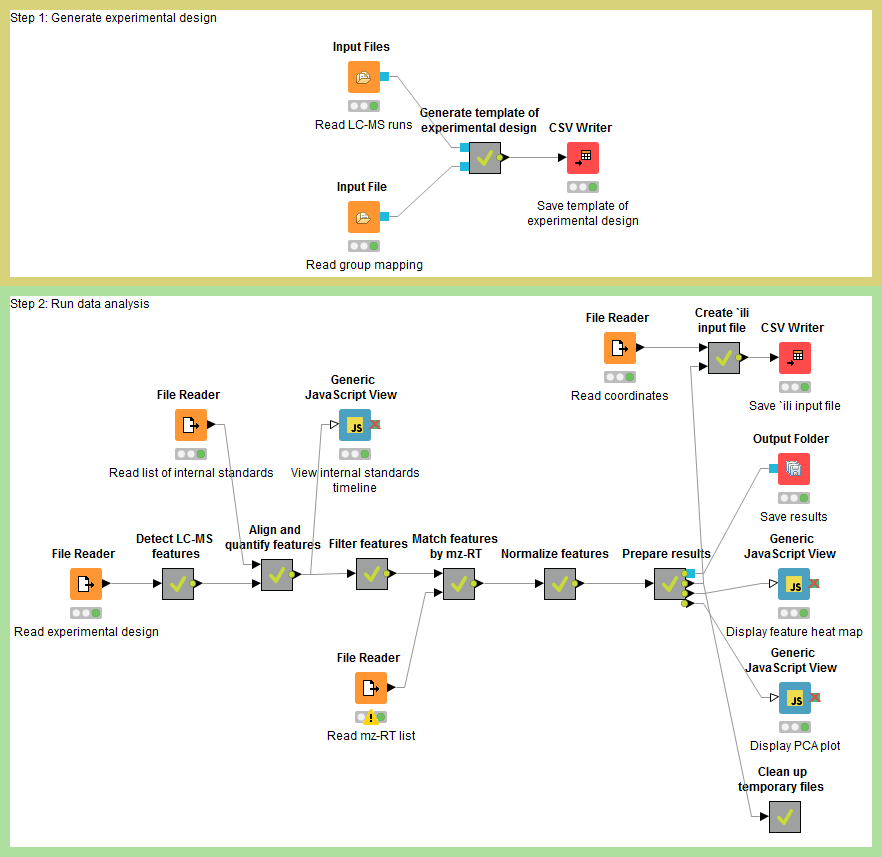 Step 1: Generate experimental design
Input Files
Read LC-MS runs
Generate template of
experimental design
CSV Writer
Save template of
experimental design
Input File
Read group mapping
Step 2: Run data analysis
File Reader
Read coordinates
Create `ili
input file
CSV Writer
Save `ili input file
File Reader
Read list of internal standards
Generic
JavaScript View
JS
View internal standards
timeline
Output Folder
Save results
File Reader
Read experimental design
Detect LC-MS
features
Align and
quantify features
Filter features
Match features
by mz-RT
Normalize features
Prepare results
Generic
JavaScript View
JS
Display feature heat map
File Reader
Read mz-RT list
Generic
JavaScript View
JS
Display PCA plot
Clean up
temporary files